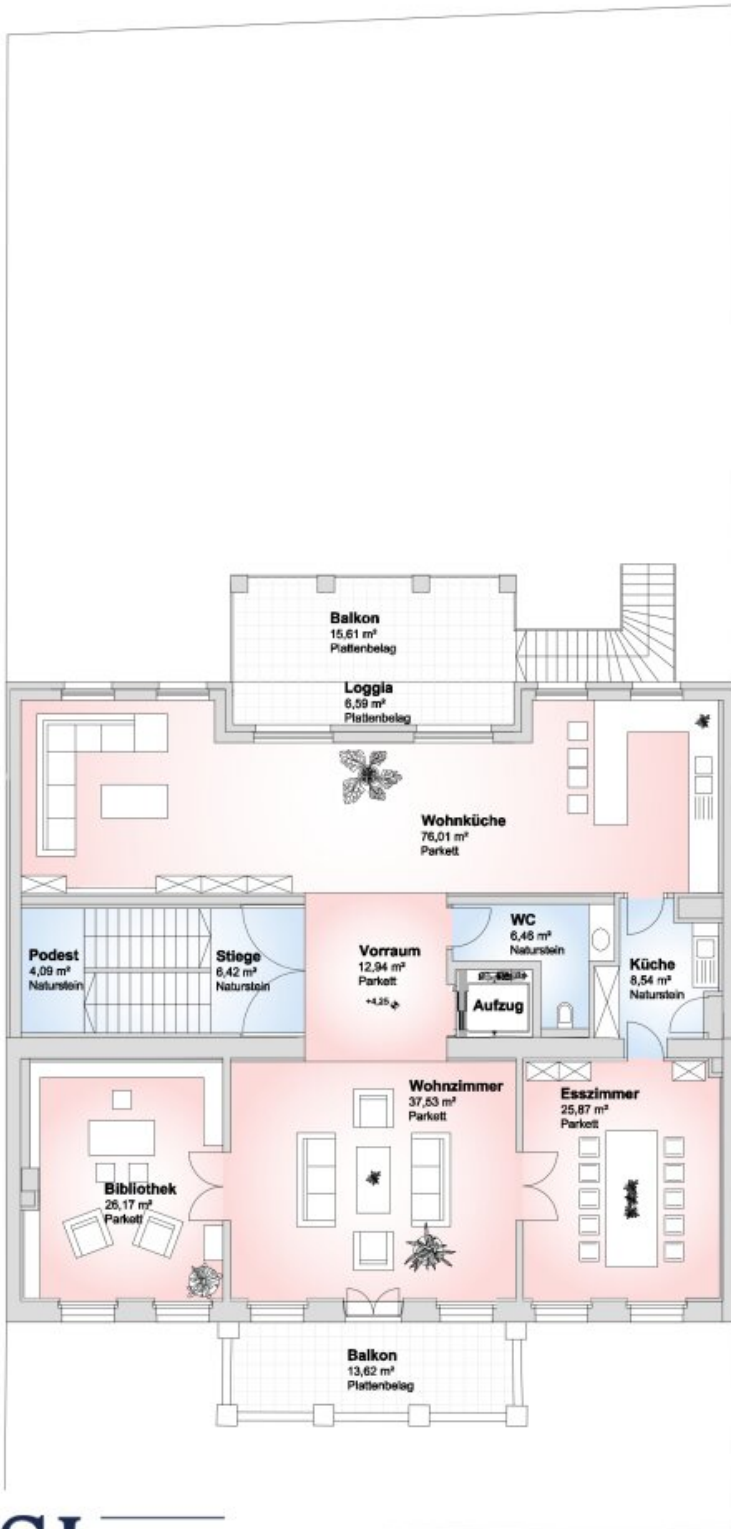 Balkon
15,61 m²
Plattenbelag
Loggia
6,59 m²
Plattenbelag
Wohnküche
76,01 m²
Parkett
Podest
4,09 m²
Naturstein
Stiege
6,42 m²
Naturstein
Vorraum
12,94 m²
Parkett
+4,25
WC
6,46 m²
Naturstein
Aufzug
Küche
8,54 m²
Naturstein
Bibliothek
26,17 m²
Parkett
Wohnzimmer
37,53 m²
Parkett
Esszimmer
25,87 m²
Parkett
Balkon
13,62 m²
Plattenbelag